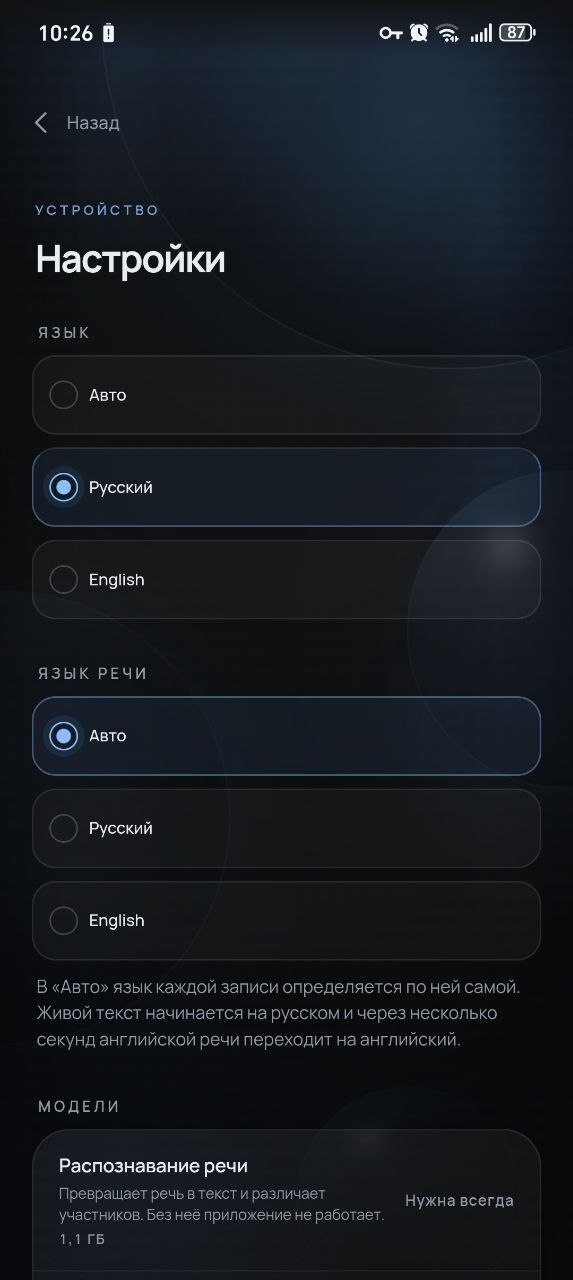 10:26
87
Назад
УСТРОЙСТВО
Настройки
ЯЗЫК
Авто
Русский
English
ЯЗЫК РЕЧИ
Авто
Русский
English
В «Авто» язык каждой записи определяется по ней самой.
Живой текст начинается на русском и через несколько
секунд английской речи переходит на английский.
МОДЕЛИ
Распознавание речи
Превращает речь в текст и различает
участников. Без неё приложение не работает.
Нужна всегда
1,1 ГБ